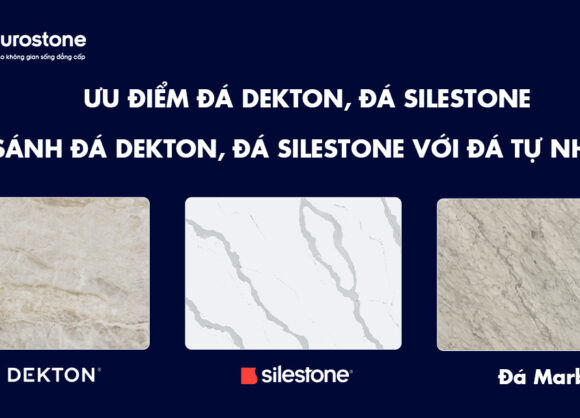 urostone
o không gian sống đẳng cấp
ƯU ĐIỂM ĐÁ DEKTON, ĐÁ SILESTONE
SÁNH ĐÁ DEKTON, ĐÁ SILESTONE VỚI ĐÁ TỰ NH
DEKTON®
silestone®
Đá Marb